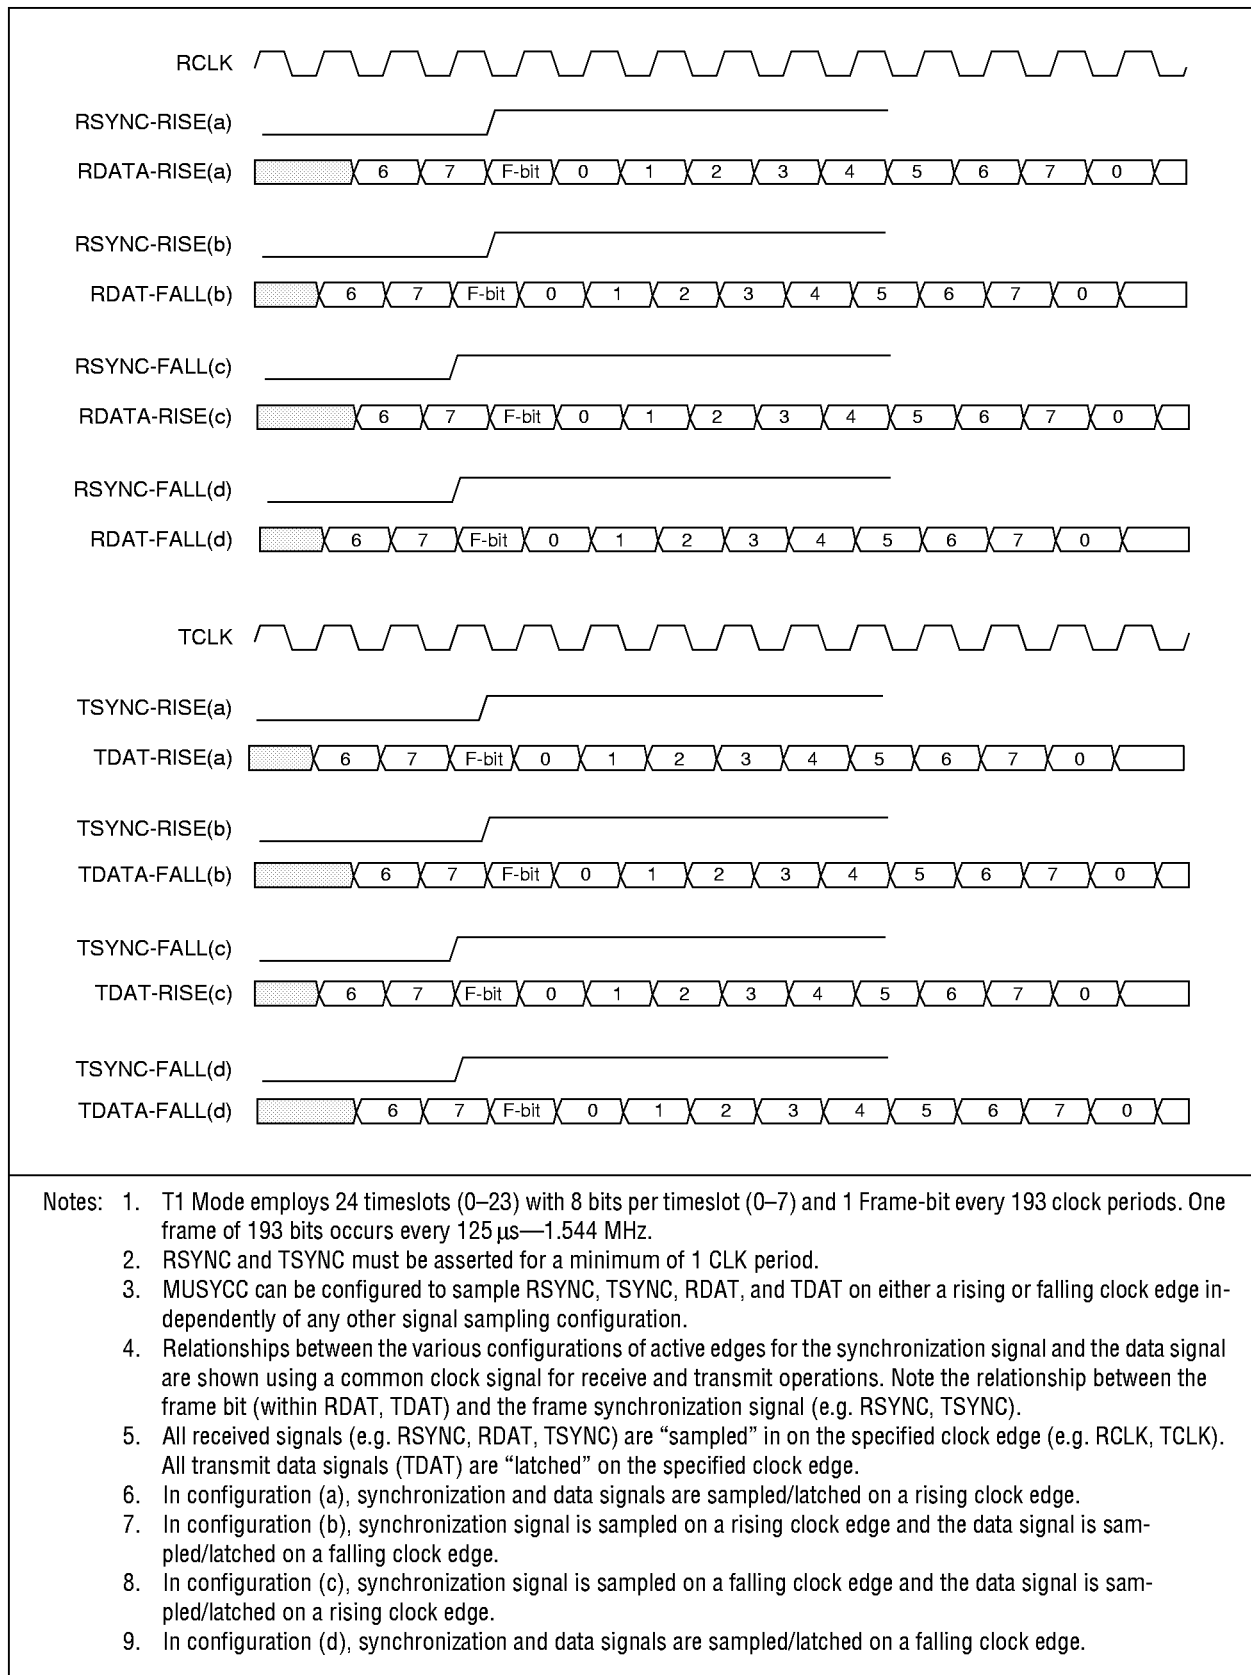 RCLK
RSYNC-RISE(a)
RDATA-RISE(a) 6 7 F-bit 0 1 2 3 4 5 6 7 0
RSYNC-RISE(b)
RDAT-FALL(b) 6 7 F-bit 0 1 2 3 4 5 6 7 0
RSYNC-FALL(c)
RDATA-RISE(c) 6 7 F-bit 0 1 2 3 4 5 6 7 0
RSYNC-FALL(d)
RDAT-FALL(d) 6 7 F-bit 0 1 2 3 4 5 6 7 0
TCLK
TSYNC-RISE(a)
TDAT-RISE(a) 6 7 F-bit 0 1 2 3 4 5 6 7 0
TSYNC-RISE(b)
TDATA-FALL(b) 6 7 F-bit 0 1 2 3 4 5 6 7 0
TSYNC-FALL(c)
TDAT-RISE(c) 6 7 F-bit 0 1 2 3 4 5 6 7 0
TSYNC-FALL(d)
TDATA-FALL(d) 6 7 F-bit 0 1 2 3 4 5 6 7 0
Notes: 1. T1 Mode employs 24 timeslots (0–23) with 8 bits per timeslot (0–7) and 1 Frame-bit every 193 clock periods. One
frame of 193 bits occurs every 125 µs—1.544 MHz.
2. RSYNC and TSYNC must be asserted for a minimum of 1 CLK period.
3. MUSYCC can be configured to sample RSYNC, TSYNC, RDAT, and TDAT on either a rising or falling clock edge in-
dependently of any other signal sampling configuration.
4. Relationships between the various configurations of active edges for the synchronization signal and the data signal
are shown using a common clock signal for receive and transmit operations. Note the relationship between the
frame bit (within RDAT, TDAT) and the frame synchronization signal (e.g. RSYNC, TSYNC).
5. All received signals (e.g. RSYNC, RDAT, TSYNC) are “sampled” in on the specified clock edge (e.g. RCLK, TCLK).
All transmit data signals (TDAT) are “latched” on the specified clock edge.
6. In configuration (a), synchronization and data signals are sampled/latched on a rising clock edge.
7. In configuration (b), synchronization signal is sampled on a rising clock edge and the data signal is sam-
pled/latched on a falling clock edge.
8. In configuration (c), synchronization signal is sampled on a falling clock edge and the data signal is sam-
pled/latched on a rising clock edge.
9. In configuration (d), synchronization and data signals are sampled/latched on a falling clock edge.